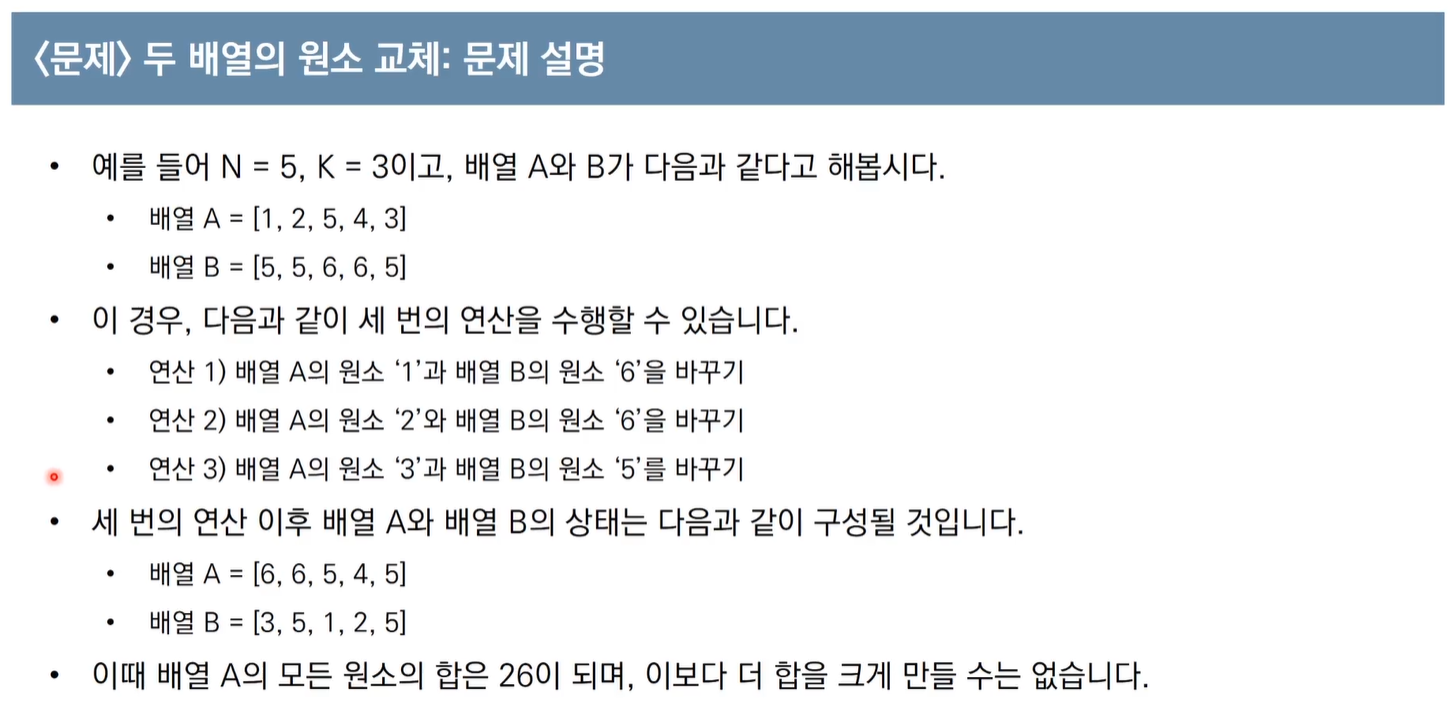 〈문제〉 두 배열의 원소 교체: 문제 설명
• 예를 들어 N = 5, K = 3이고, 배열 A와 B가 다음과 같다고 해봅시다.
• 배열 A = [1, 2, 5, 4, 3]
• 배열 B = [5, 5, 6, 6, 5]
• 이 경우, 다음과 같이 세 번의 연산을 수행할 수 있습니다.
• 연산 1) 배열 A의 원소 ‘1’과 배열 B의 원소 ‘6’을 바꾸기
• 연산 2) 배열 A의 원소 ‘2’와 배열 B의 원소 ‘6’을 바꾸기
• 연산 3) 배열 A의 원소 ‘3’과 배열 B의 원소 ‘5’를 바꾸기
• 세 번의 연산 이후 배열 A와 배열 B의 상태는 다음과 같이 구성될 것입니다.
• 배열 A = [6, 6, 5, 4, 5]
• 배열 B = [3, 5, 1, 2, 5]
• 이때 배열 A의 모든 원소의 합은 26이 되며, 이보다 더 합을 크게 만들 수는 없습니다.